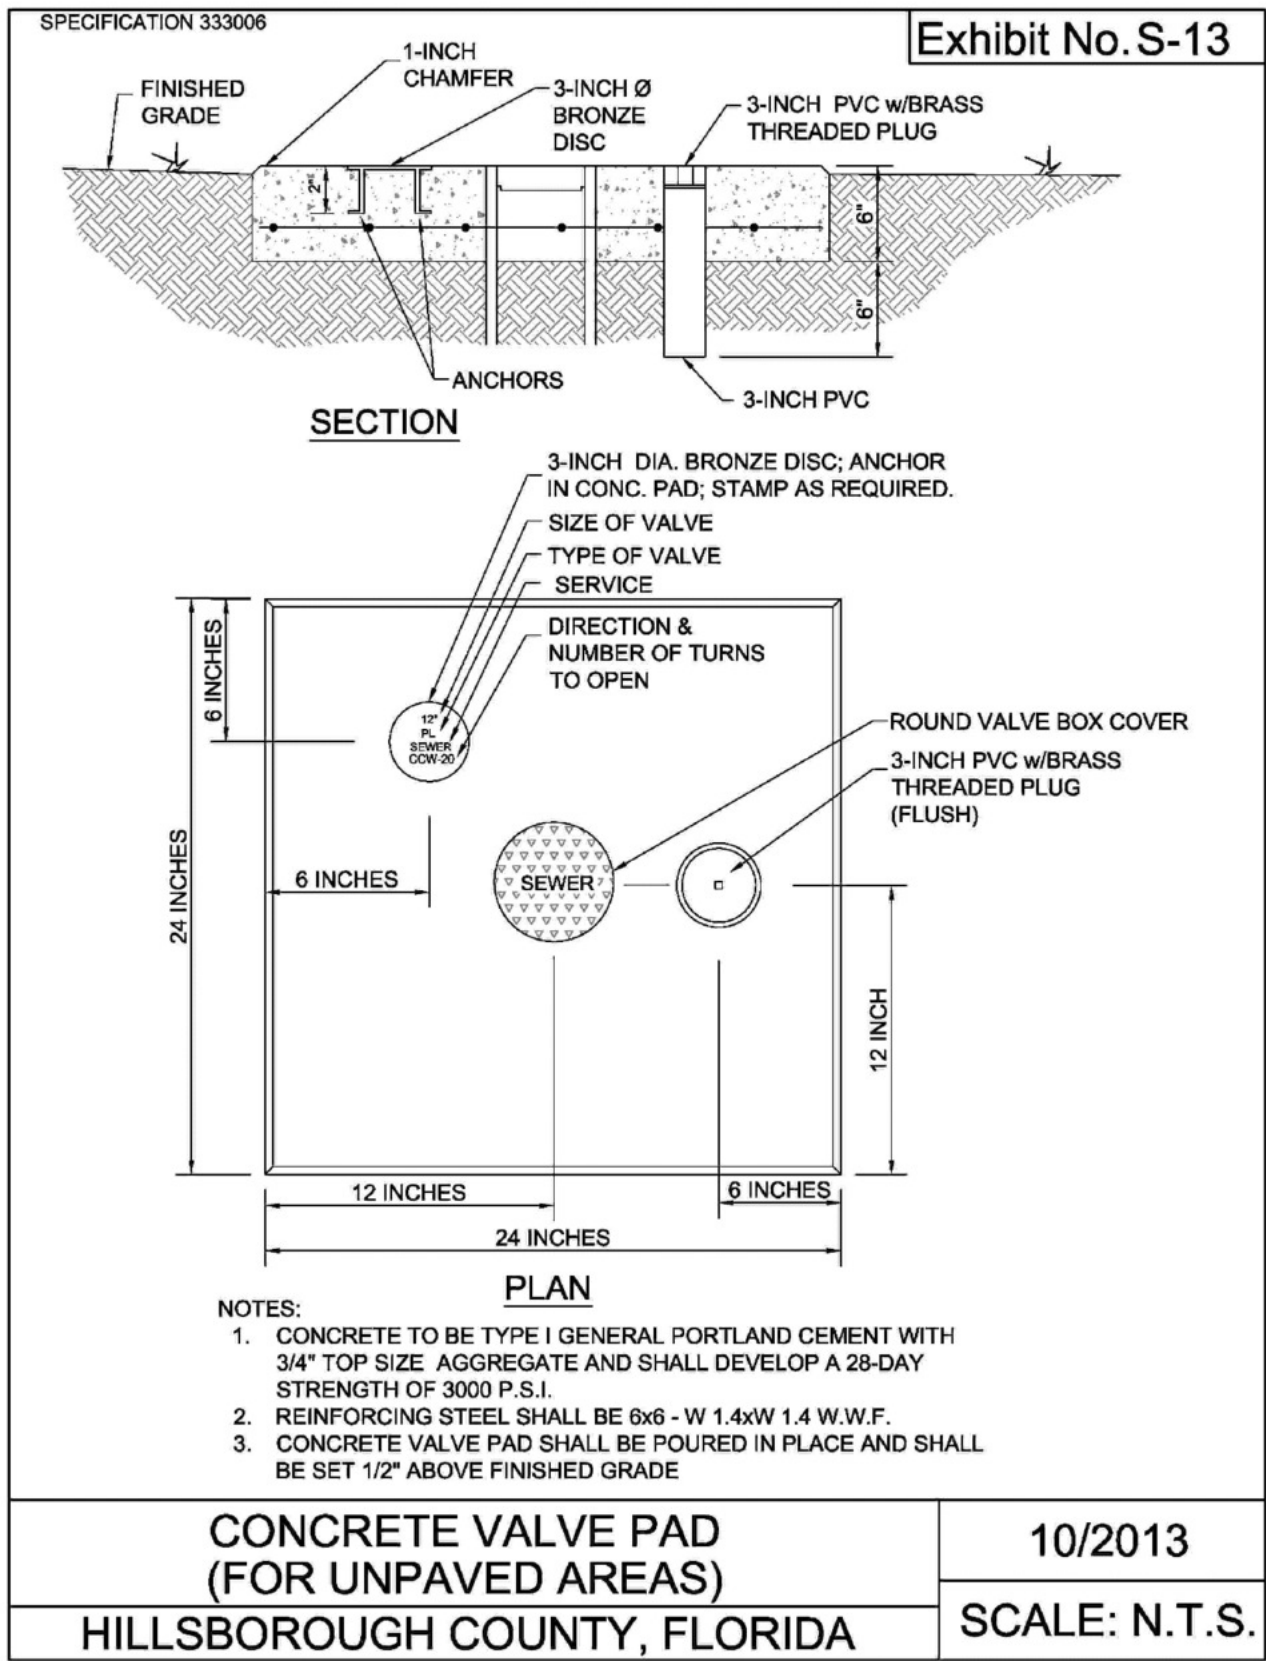 SPECIFICATION 333006
Exhibit No. S-13
1-INCH
CHAMFER
FINISHED
GRADE
3-INCH Ø
BRONZE
DISC
3-INCH PVC w/BRASS
THREADED PLUG
2"
6"
6"
ANCHORS
3-INCH PVC
SECTION
3-INCH DIA. BRONZE DISC; ANCHOR
IN CONC. PAD; STAMP AS REQUIRED.
SIZE OF VALVE
TYPE OF VALVE
SERVICE
DIRECTION &
NUMBER OF TURNS
TO OPEN
6 INCHES
12"
PL
SEWER
CCW-20
ROUND VALVE BOX COVER
3-INCH PVC w/BRASS
THREADED PLUG
(FLUSH)
24 INCHES
6 INCHES
SEWER
12 INCH
12 INCHES
6 INCHES
24 INCHES
PLAN
NOTES:
1. CONCRETE TO BE TYPE I GENERAL PORTLAND CEMENT WITH
3/4" TOP SIZE AGGREGATE AND SHALL DEVELOP A 28-DAY
STRENGTH OF 3000 P.S.I.
2. REINFORCING STEEL SHALL BE 6x6 - W 1.4xW 1.4 W.W.F.
3. CONCRETE VALVE PAD SHALL BE POURED IN PLACE AND SHALL
BE SET 1/2" ABOVE FINISHED GRADE
CONCRETE VALVE PAD
(FOR UNPAVED AREAS)
HILLSBOROUGH COUNTY, FLORIDA
10/2013
SCALE: N.T.S.